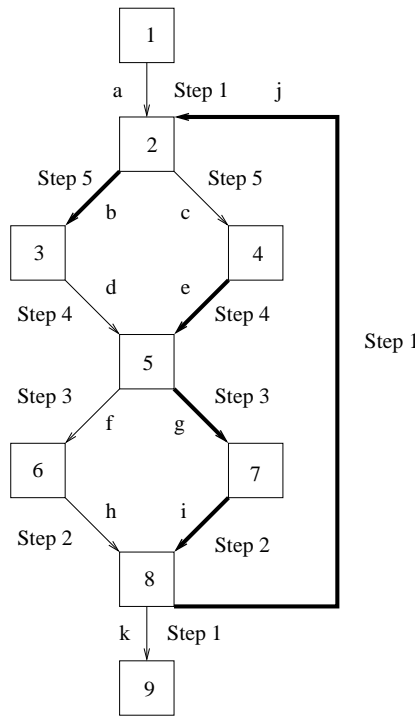 1
a Step 1 j
2
Step 5 Step 5
b c
3 4
d e
Step 4 Step 4
Step 1
5
Step 3 Step 3
f g
6 7
h i
Step 2 Step 2
8
k Step 1
9